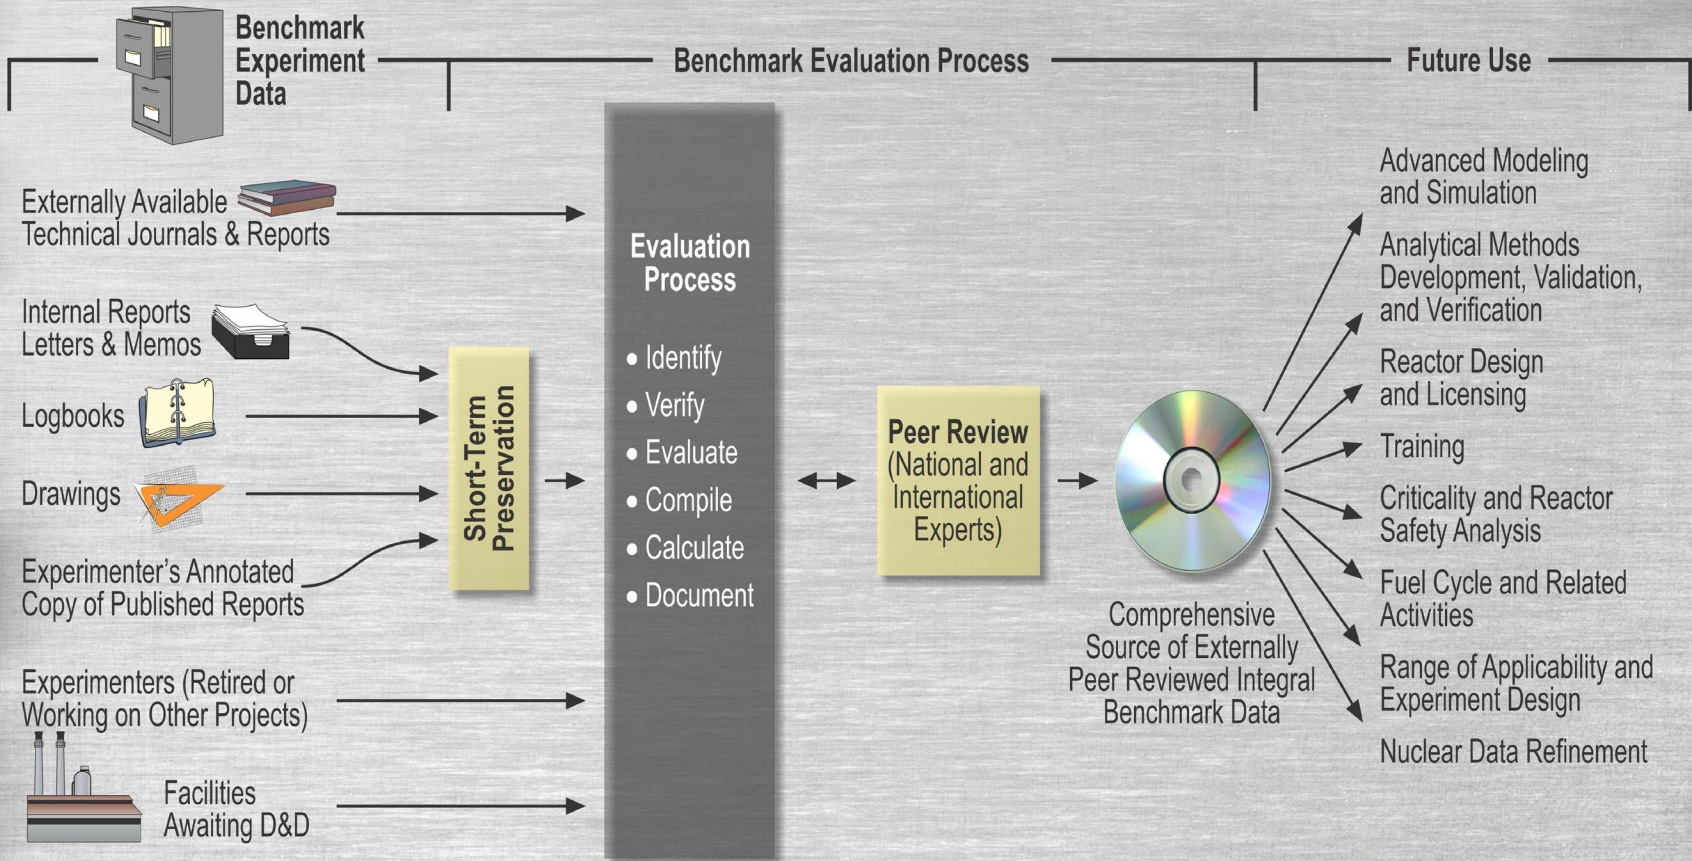 Benchmark
Experiment
Data
Benchmark Evaluation Process
Future Use
Externally Available
Technical Journals & Reports
Internal Reports
Letters & Memos
Logbooks
Drawings
Experimenter's Annotated
Copy of Published Reports
Experimenters (Retired or
Working on Other Projects)
Facilities
Awaiting D&D
Short-Term
Preservation
Evaluation
Process
• Identify
• Verify
• Evaluate
• Compile
• Calculate
• Document
Peer Review
(National and
International
Experts)
Comprehensive
Source of Externally
Peer Reviewed Integral
Benchmark Data
Advanced Modeling
and Simulation
Analytical Methods
Development, Validation,
and Verification
Reactor Design
and Licensing
Training
Criticality and Reactor
Safety Analysis
Fuel Cycle and Related
Activities
Range of Applicability and
Experiment Design
Nuclear Data Refinement